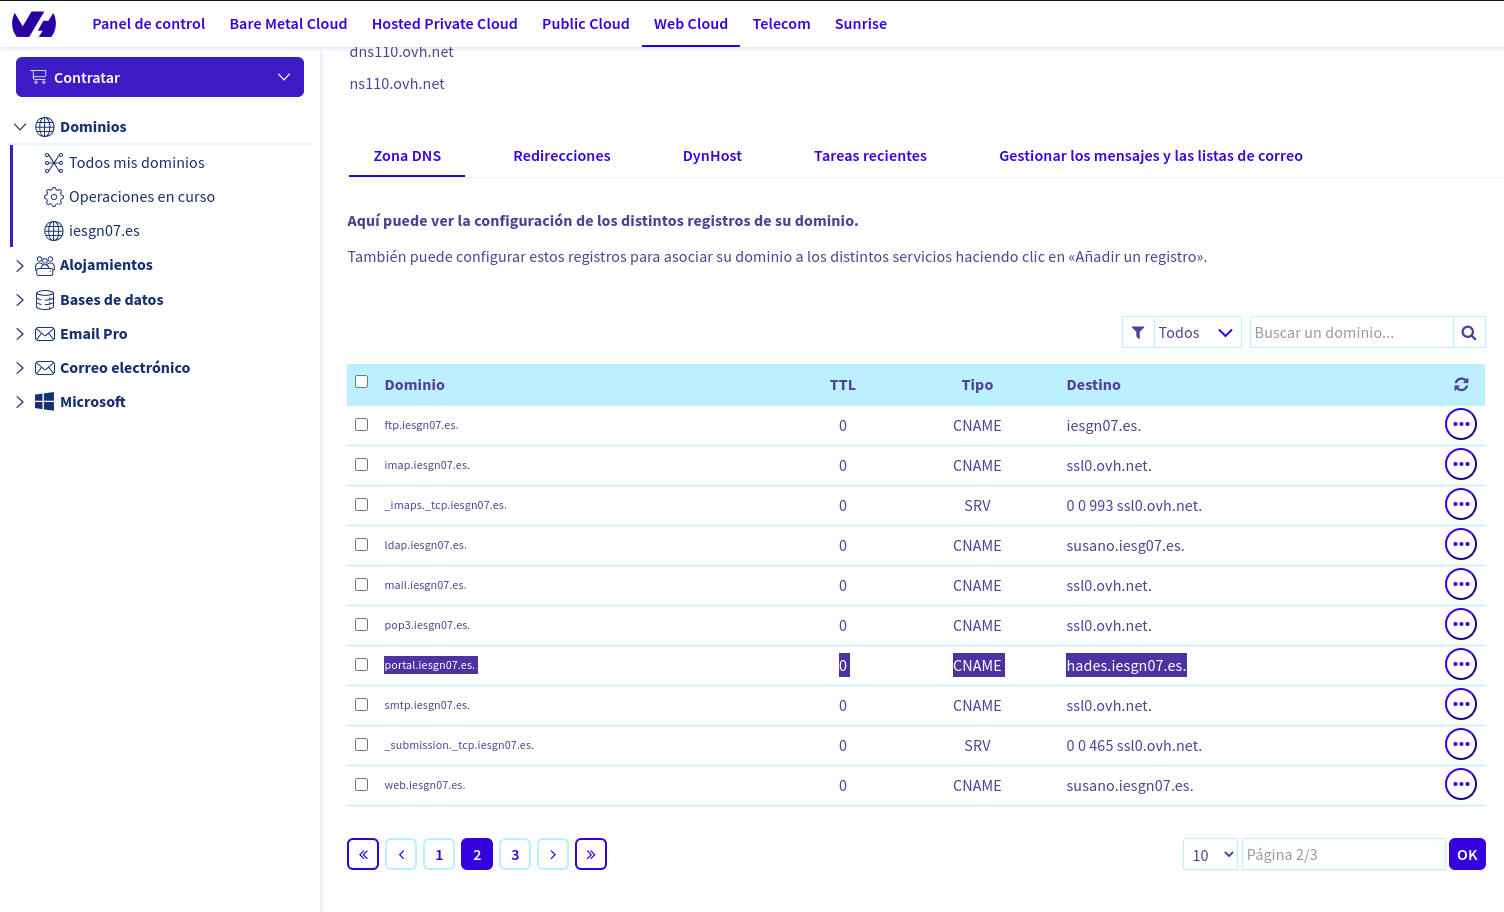 Panel de control Bare Metal Cloud Hosted Private Cloud Public Cloud Web Cloud Telecom Sunrise
Contratar
Dominios
Todos mis dominios
Operaciones en curso
iesgn07.es
Alojamientos
Bases de datos
Email Pro
Correo electrónico
Microsoft
dns110.ovh.net
ns110.ovh.net
Zona DNS Redirecciones DynHost Tareas recientes Gestionar los mensajes y las listas de correo
Aquí puede ver la configuración de los distintos registros de su dominio.
También puede configurar estos registros para asociar su dominio a los distintos servicios haciendo clic en «Añadir un registro».
Todos Buscar un dominio...
Dominio TTL Tipo Destino
ftp.iesgn07.es. 0 CNAME iesgn07.es.
imap.iesgn07.es. 0 CNAME ssl0.ovh.net.
_imaps._tcp.iesgn07.es. 0 SRV 0 0 993 ssl0.ovh.net.
ldap.iesgn07.es. 0 CNAME susano.iesg07.es.
mail.iesgn07.es. 0 CNAME ssl0.ovh.net.
pop3.iesgn07.es. 0 CNAME ssl0.ovh.net.
portal.iesgn07.es. 0 CNAME hades.iesgn07.es.
smtp.iesgn07.es. 0 CNAME ssl0.ovh.net.
_submission._tcp.iesgn07.es. 0 SRV 0 0 465 ssl0.ovh.net.
web.iesgn07.es. 0 CNAME susano.iesgn07.es.
« ‹ 1 2 3 › » 10 Página 2/3 OK